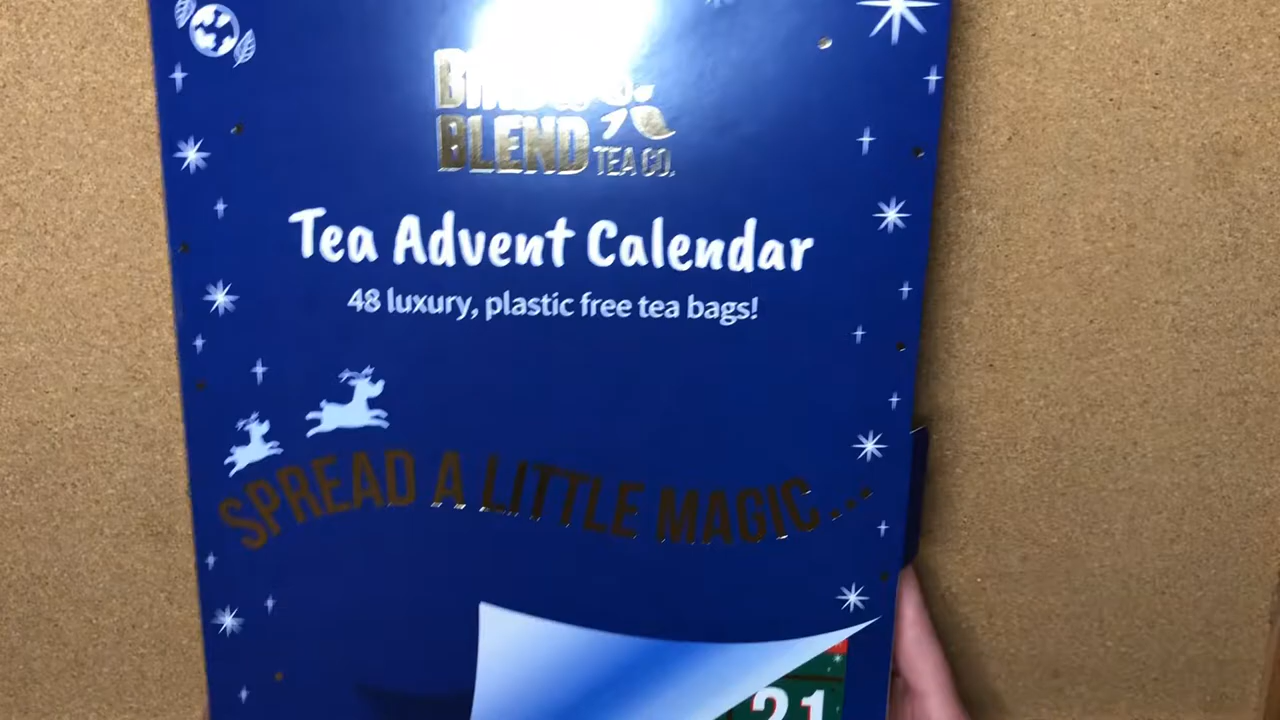 BLEND TEA CO.
Tea Advent Calendar
48 luxury, plastic free tea bags!
SPREAD A LITTLE MAGIC...
21